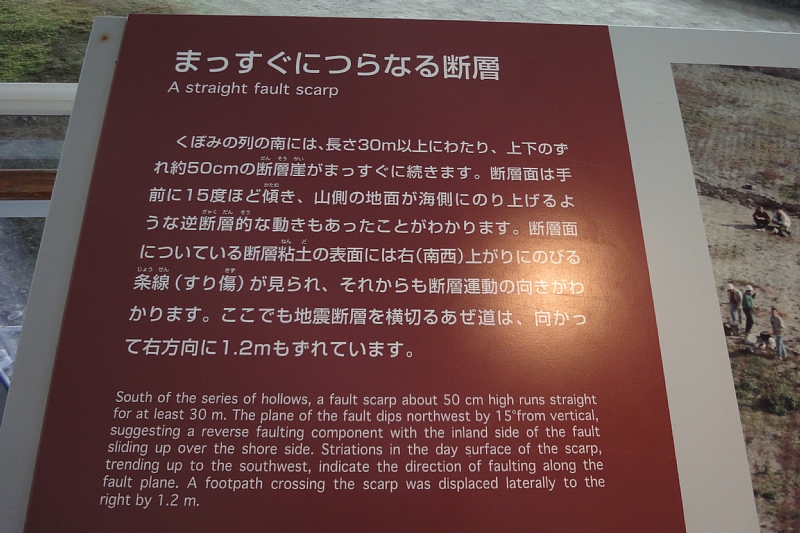 まっすぐにつらなる断層
A straight fault scarp
くぼみの列の南には、長さ30m以上にわたり、上下のず
れ約50cmの断層崖がまっすぐに続きます。断層面は手
前に15度ほど傾き、山側の地面が海側にのり上げるよ
うな逆断層的な動きもあったことがわかります。断層面
についている断層粘土の表面には右(南西)上がりにのびる
条線(すり傷)が見られ、それからも断層運動の向きがわ
かります。ここでも地震断層を横切るあぜ道は、向かっ
て右方向に1.2mもずれています。
South of the series of hollows, a fault scarp about 50 cm high runs straight
for at least 30 m. The plane of the fault dips northwest by 15°from vertical,
suggesting a reverse faulting component with the inland side of the fault
sliding up over the shore side. Striations in the day surface of the scarp,
trending up to the southwest, indicate the direction of faulting along the
fault plane. A footpath crossing the scarp was displaced laterally to the
right by 1.2 m.